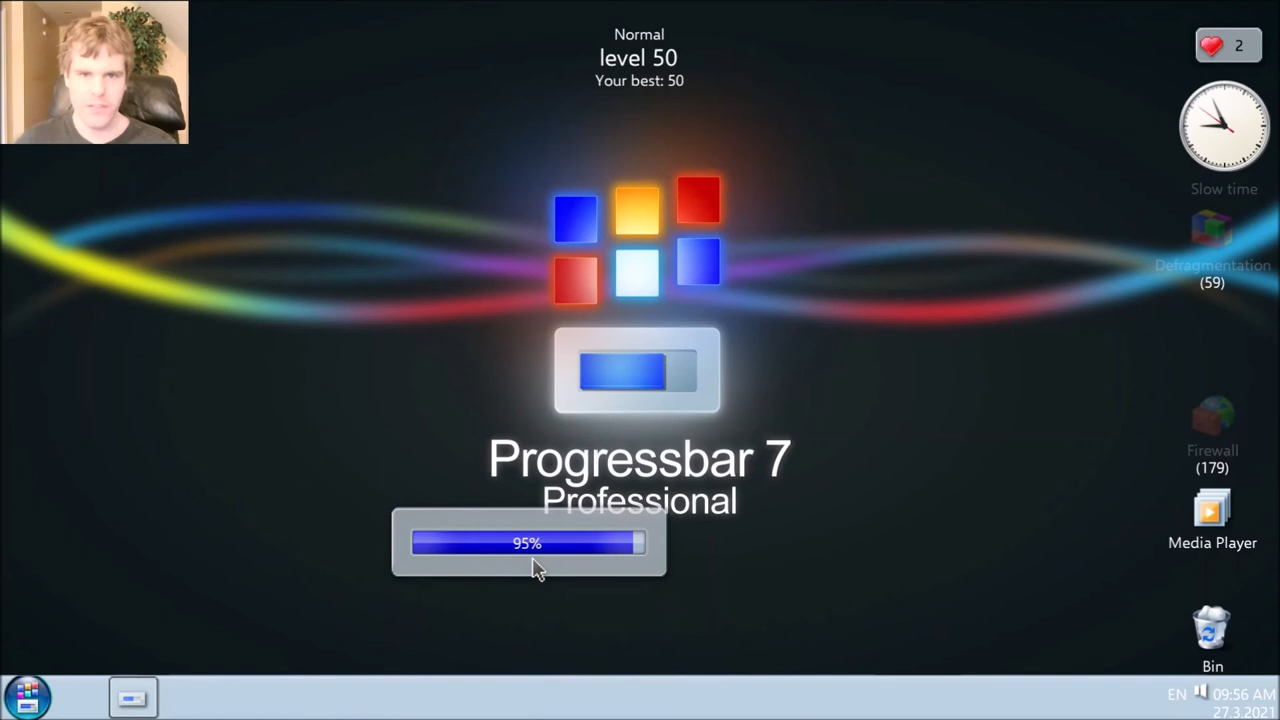 Normal
level 50
Your best: 50
2
Slow time
Defragmentation
(59)
Progressbar 7
Professional
Firewall
(179)
Media Player
95%
Bin
EN 09:56 AM
27.3.2021